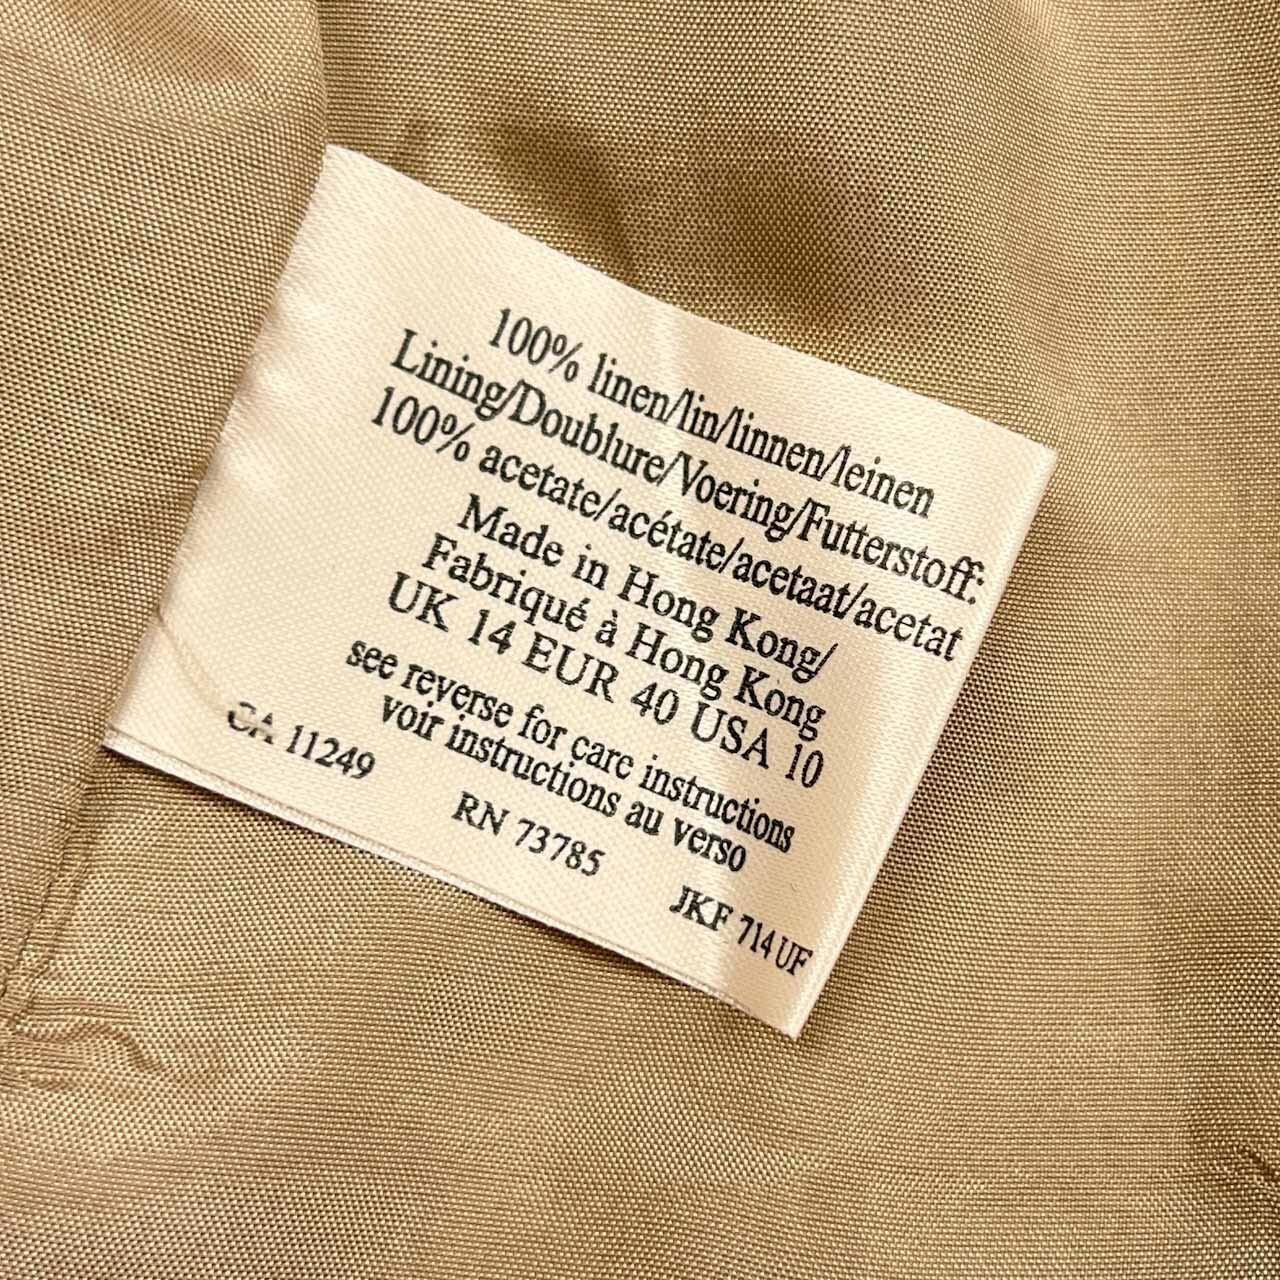 100% linen/lin/linnen/leinen
Lining/Doublure/Voering/Futterstoff:
100% acetate/acétate/acetaat/acetat
Made in Hong Kong/
Fabriqué à Hong Kong
UK 14 EUR 40 USA 10
see reverse for care instructions
voir instructions au verso
CA 11249 RN 73785 JKF 714 UF